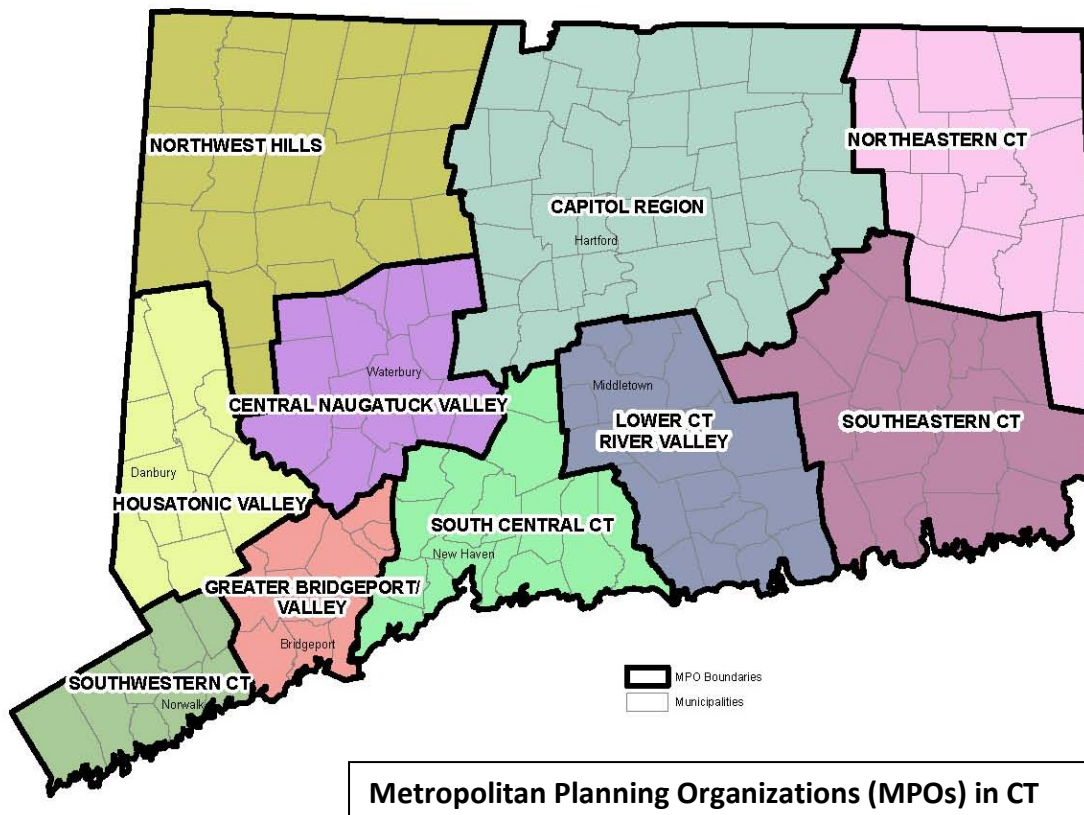 NORTHWEST HILLS
NORTHEASTERN CT
CAPITOL REGION
Hartford
Waterbury
Middletown
CENTRAL NAUGATUCK VALLEY
LOWER CT
RIVER VALLEY
SOUTHEASTERN CT
Danbury
HOUSATONIC VALLEY
SOUTH CENTRAL CT
New Haven
GREATER BRIDGEPORT/
VALLEY
Bridgeport
SOUTHWESTERN CT
Norwalk
MPO Boundaries
Municipalities
Metropolitan Planning Organizations (MPOs) in CT